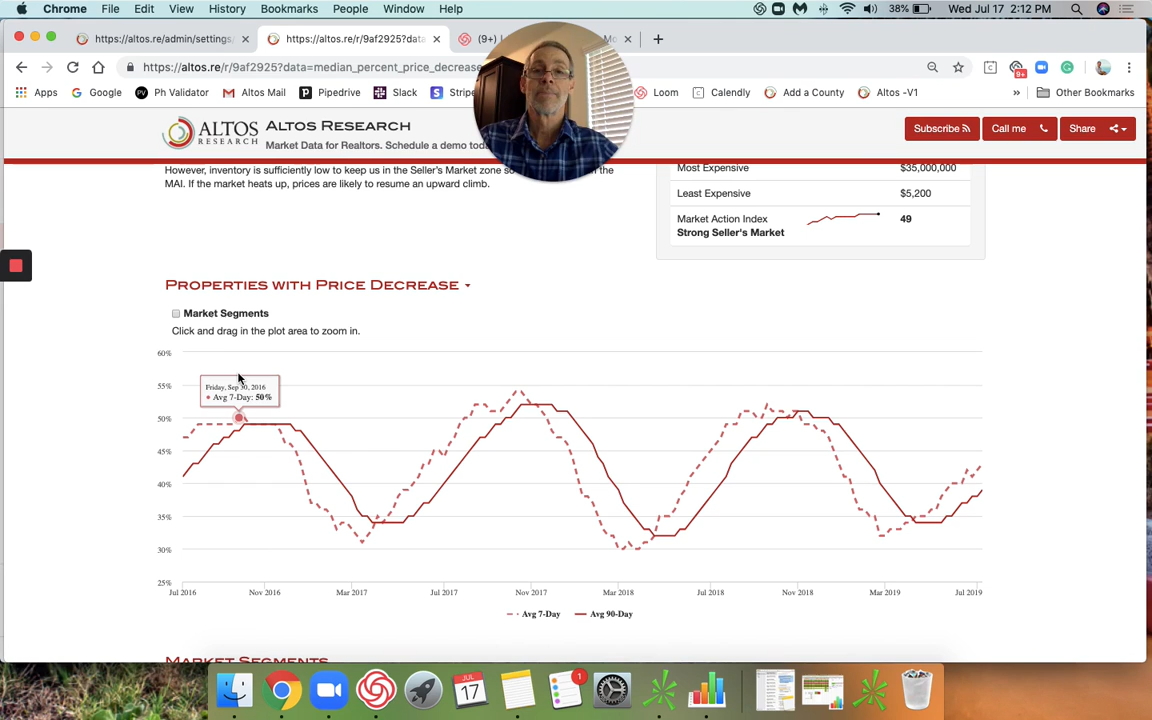 Chrome File Edit View History Bookmarks People Window Help 38% Wed Jul 17 2:12 PM
https://altos.re/admin/settings https://altos.re/r/9af2925?data (9+)
https://altos.re/r/9af2925?data=median_percent_price_decrease 9+
Apps Google Ph Validator Altos Mail Pipedrive Slack Stripe Loom Calendly Add a County Altos -V1 » Other Bookmarks
ALTOS RESEARCH
Altos Research
Market Data for Realtors. Schedule a demo
Subscribe Call me Share
However, inventory is sufficiently low to keep us in the Seller's Market zone
the
MAI. If the market heats up, prices are likely to resume an upward climb.
Most Expensive $35,000,000
Least Expensive $5,200
Market Action Index 49
Strong Seller's Market
Properties with Price Decrease
Market Segments
Click and drag in the plot area to zoom in.
60%
55%
50%
45%
40%
35%
30%
25%
Friday, Sep 30, 2016
Avg 7-Day: 50%
Jul 2016 Nov 2016 Mar 2017 Jul 2017 Nov 2017 Mar 2018 Jul 2018 Nov 2018 Mar 2019 Jul 2019
Avg 7-Day Avg 90-Day
Market Segments
JUL
17
1